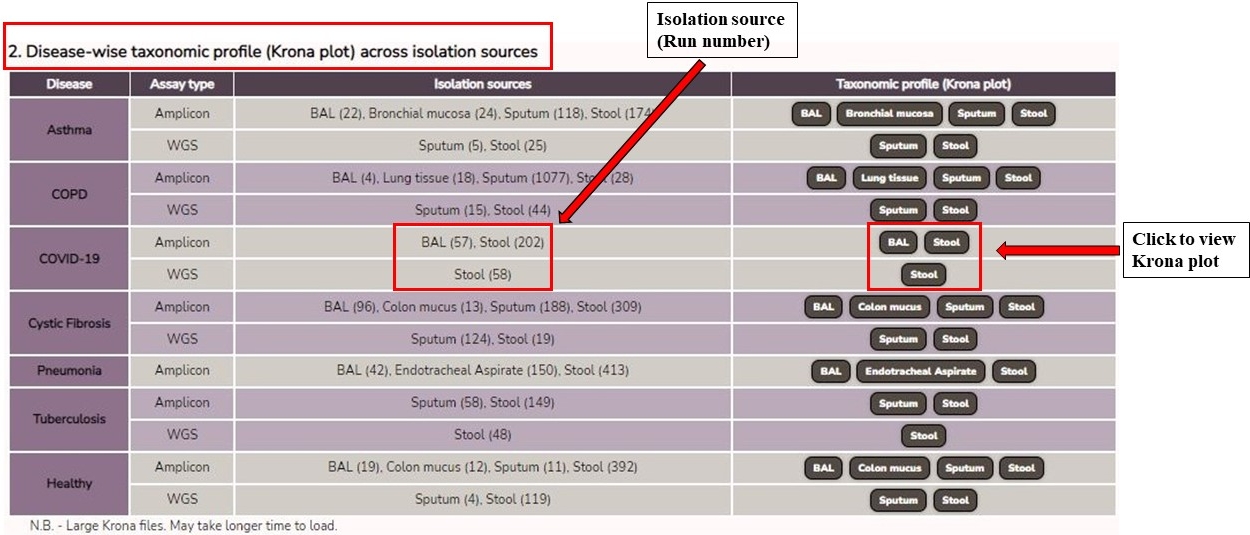 Isolation source
(Run number)
2. Disease-wise taxonomic profile (Krona plot) across isolation sources
Disease Assay type Isolation sources Taxonomic profile (Krona plot)
Asthma
Amplicon BAL (22), Bronchial mucosa (24), Sputum (118), Stool (174 BAL Bronchial mucosa Sputum Stool
WGS Sputum (5), Stool (25) Sputum Stool
COPD
Amplicon BAL (4), Lung tissue (18), Sputum (1077), Stool (28) BAL Lung tissue Sputum Stool
WGS Sputum (15), Stool (44) Sputum Stool
COVID-19
Amplicon BAL (57), Stool (202) BAL Stool
WGS Stool (58) Stool
Click to view
Krona plot
Cystic Fibrosis
Amplicon BAL (96), Colon mucus (13), Sputum (188), Stool (309) BAL Colon mucus Sputum Stool
WGS Sputum (124), Stool (19) Sputum Stool
Pneumonia Amplicon BAL (42), Endotracheal Aspirate (150), Stool (413) BAL Endotracheal Aspirate Stool
Tuberculosis
Amplicon Sputum (58), Stool (149) Sputum Stool
WGS Stool (48) Stool
Healthy
Amplicon BAL (19), Colon mucus (12), Sputum (11), Stool (392) BAL Colon mucus Sputum Stool
WGS Sputum (4), Stool (119) Sputum Stool
N.B. - Large Krona files. May take longer time to load.